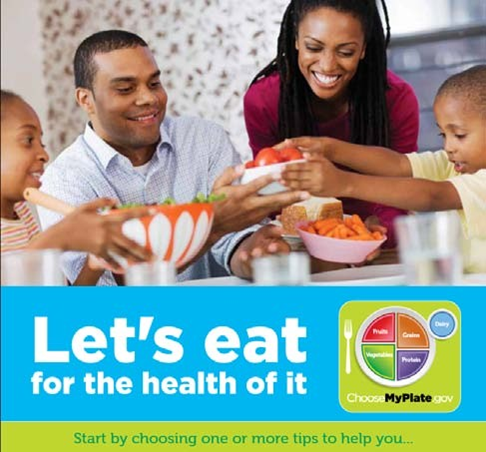 Let's eat
for the health of it
Fruits
Grains
Dairy
Vegetables
Protein
ChooseMyPlate.gov
Start by choosing one or more tips to help you...